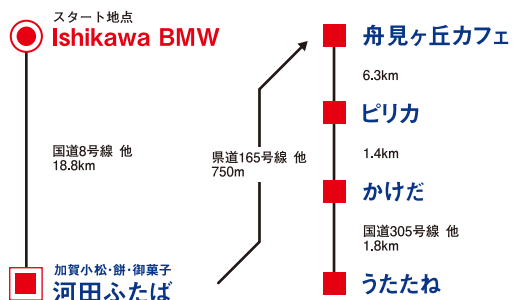 スタート地点
Ishikawa BMW
国道8号線 他
18.8km
加賀小松・餅・御菓子
河田ふたば
県道165号線 他
750m
舟見ヶ丘カフェ
6.3km
ピリカ
1.4km
かけだ
国道305号線 他
1.8km
うたたね